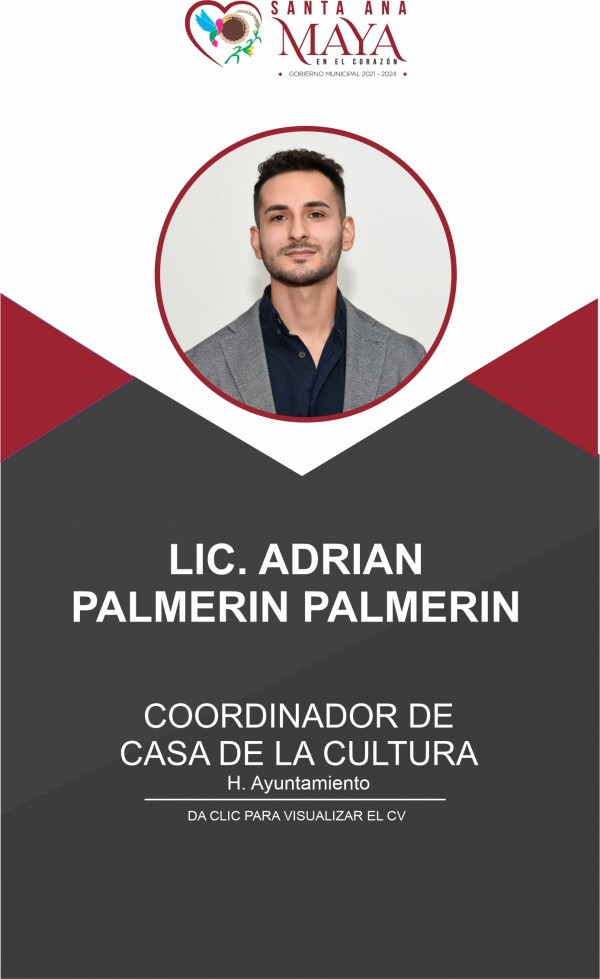 SANTA ANA
MAYA
EN EL CORAZÓN
GOBIERNO MUNICIPAL 2021 - 2024
LIC. ADRIAN
PALMERIN PALMERIN
COORDINADOR DE
CASA DE LA CULTURA
H. Ayuntamiento
DA CLIC PARA VISUALIZAR EL CV